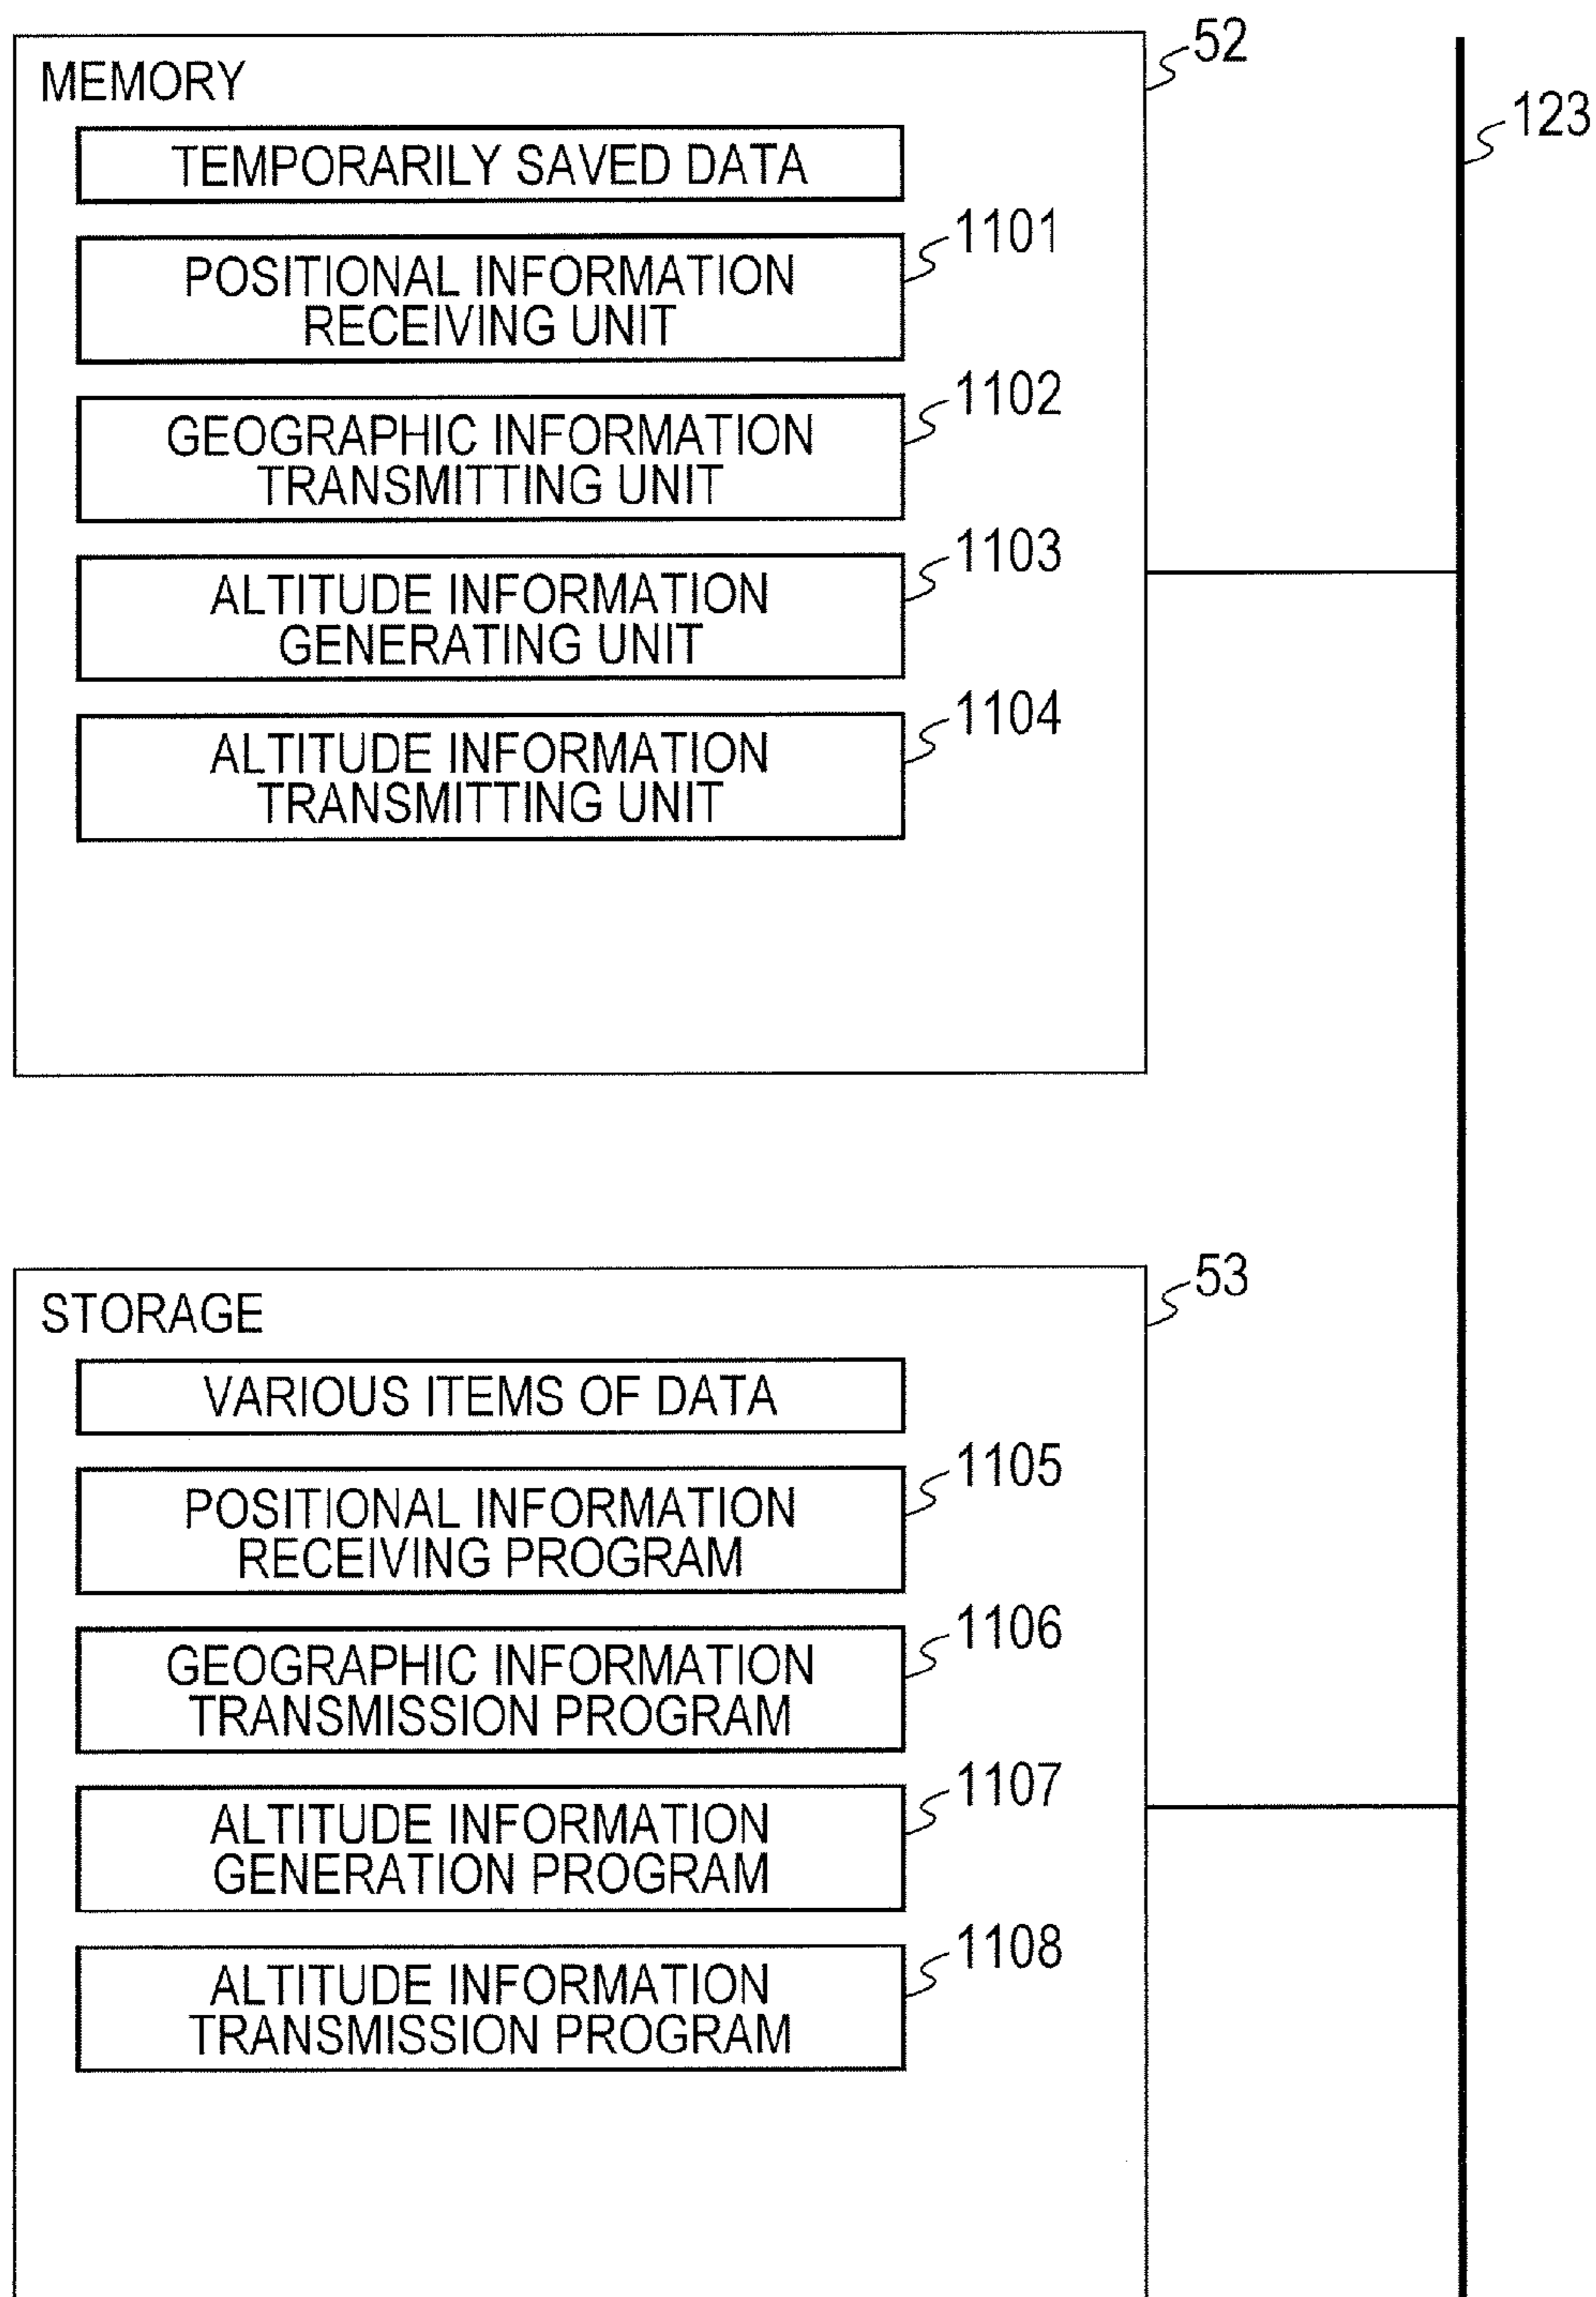 52
MEMORY
123
TEMPORARILY SAVED DATA
1101
POSITIONAL INFORMATION
RECEIVING UNIT
1102
GEOGRAPHIC INFORMATION
TRANSMITTING UNIT
1103
ALTITUDE INFORMATION
GENERATING UNIT
1104
ALTITUDE INFORMATION
TRANSMITTING UNIT
53
STORAGE
VARIOUS ITEMS OF DATA
1105
POSITIONAL INFORMATION
RECEIVING PROGRAM
1106
GEOGRAPHIC INFORMATION
TRANSMISSION PROGRAM
1107
ALTITUDE INFORMATION
GENERATION PROGRAM
1108
ALTITUDE INFORMATION
TRANSMISSION PROGRAM